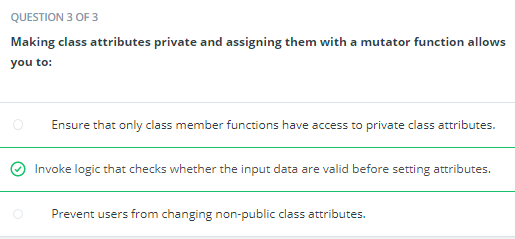 QUESTION 3 OF 3
Making class attributes private and assigning them with a mutator function allows
you to:
Ensure that only class member functions have access to private class attributes.
Invoke logic that checks whether the input data are valid before setting attributes.
Prevent users from changing non-public class attributes.